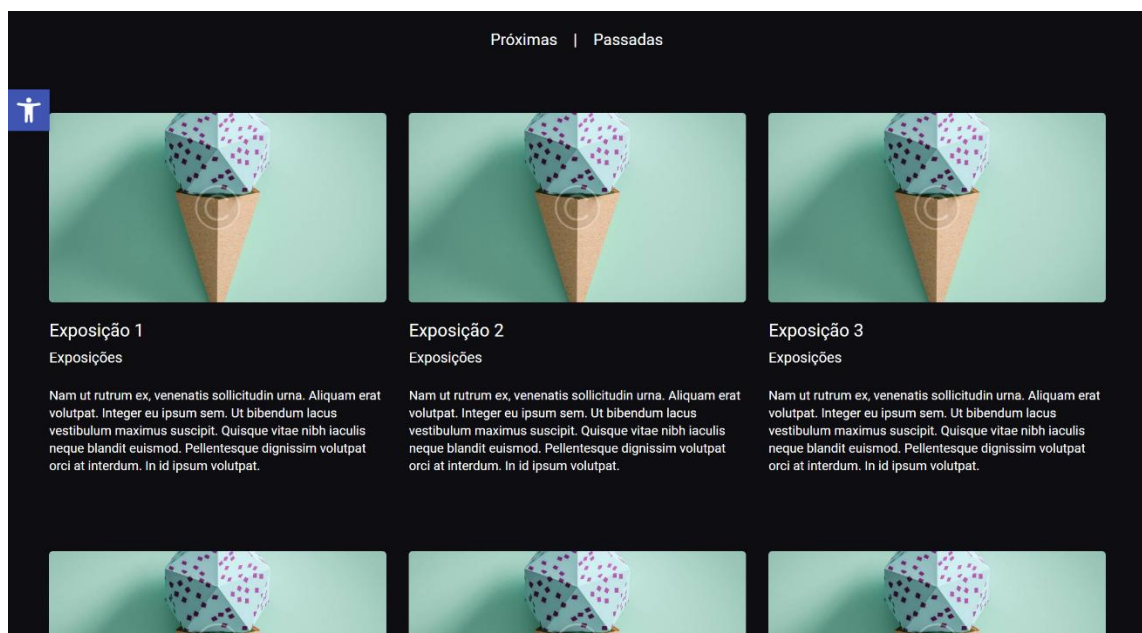 Próximas | Passadas
Exposição 1
Exposições
Nam ut rutrum ex, venenatis sollicitudin urna. Aliquam erat
volutpat. Integer eu ipsum sem. Ut bibendum lacus
vestibulum maximus suscipit. Quisque vitae nibh iaculis
neque blandit euismod. Pellentesque dignissim volutpat
orci at interdum. In id ipsum volutpat.
Exposição 2
Exposições
Nam ut rutrum ex, venenatis sollicitudin urna. Aliquam erat
volutpat. Integer eu ipsum sem. Ut bibendum lacus
vestibulum maximus suscipit. Quisque vitae nibh iaculis
neque blandit euismod. Pellentesque dignissim volutpat
orci at interdum. In id ipsum volutpat.
Exposição 3
Exposições
Nam ut rutrum ex, venenatis sollicitudin urna. Aliquam erat
volutpat. Integer eu ipsum sem. Ut bibendum lacus
vestibulum maximus suscipit. Quisque vitae nibh iaculis
neque blandit euismod. Pellentesque dignissim volutpat
orci at interdum. In id ipsum volutpat.